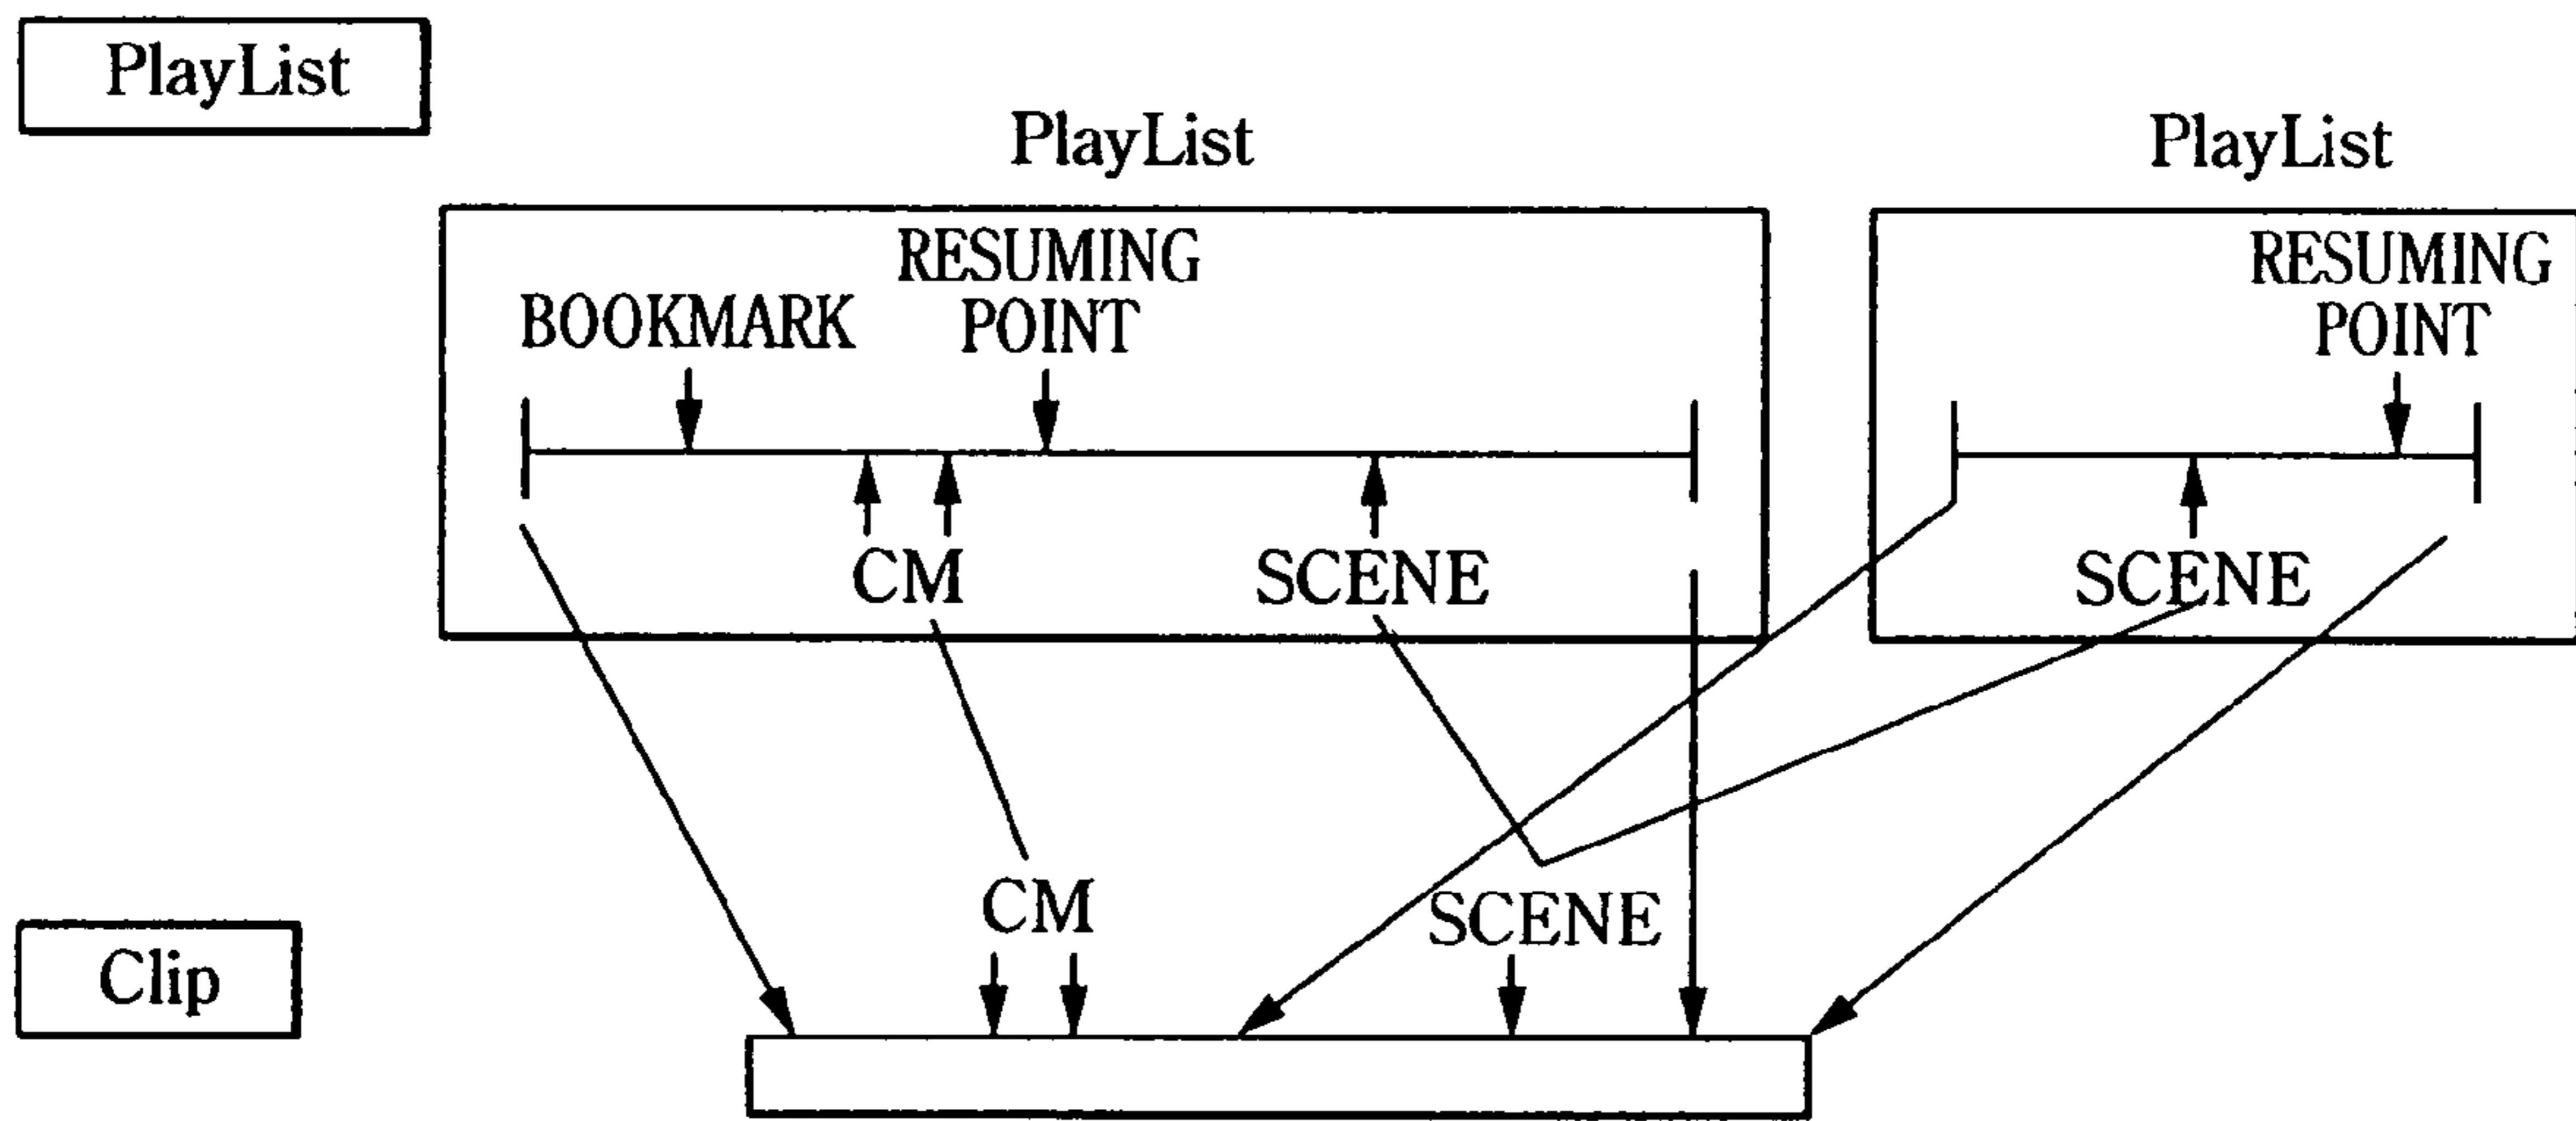 PlayList
PlayList
PlayList
RESUMING
POINT
BOOKMARK
RESUMING
POINT
CM
SCENE
SCENE
CM
SCENE
Clip